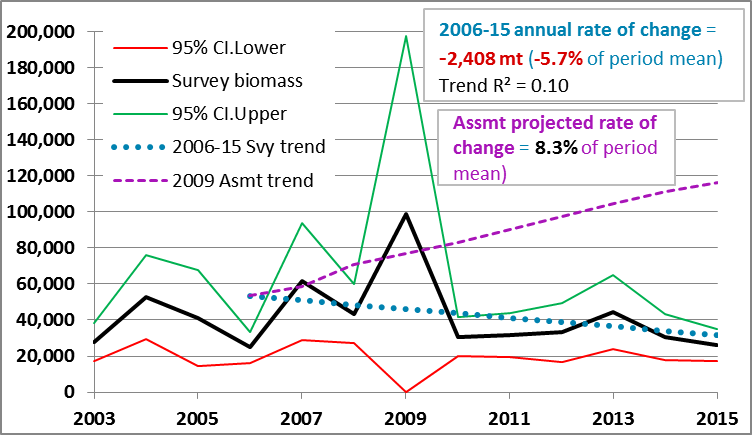 2006-15 annual rate of change =
-2,408 mt (-5.7% of period mean)
Trend R² = 0.10
Assmt projected rate of
change = 8.3% of period
mean)
95% CI.Lower
Survey biomass
95% CI.Upper
2006-15 Svy trend
2009 Asmt trend
200,000
180,000
160,000
140,000
120,000
100,000
80,000
60,000
40,000
20,000
0
2003 2005 2007 2009 2011 2013 2015